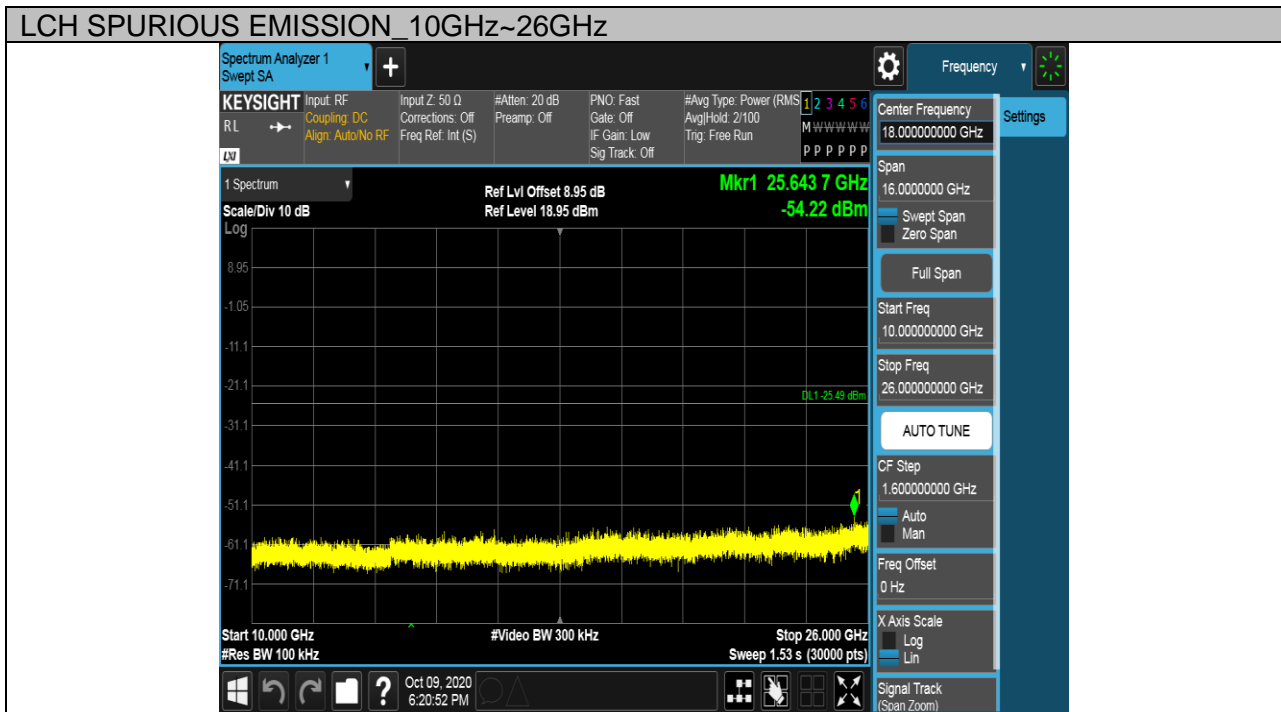 LCH SPURIOUS EMISSION_10GHz~26GHz
Spectrum Analyzer 1
Swept SA
+
Frequency
KEYSIGHT
RL
LXI
Input: RF
Coupling: DC
Align: Auto/No RF
Input Z: 50 Ω
Corrections: Off
Freq Ref: Int (S)
#Atten: 20 dB
Preamp: Off
PNO: Fast
Gate: Off
IF Gain: Low
Sig Track: Off
#Avg Type: Power (RMS
Avg|Hold: 2/100
Trig: Free Run
1 2 3 4 5 6
M W W W W W
P P P P P P
1 Spectrum
Scale/Div 10 dB
Log
Ref Lvl Offset 8.95 dB
Ref Level 18.95 dBm
Mkr1 25.643 7 GHz
-54.22 dBm
8.95
-1.05
-11.1
-21.1
-31.1
-41.1
-51.1
-61.1
-71.1
DL1 -25.49 dBm
1
Start 10.000 GHz
#Res BW 100 kHz
#Video BW 300 kHz
Stop 26.000 GHz
Sweep 1.53 s (30000 pts)
?
Oct 09, 2020
6:20:52 PM
Center Frequency
18.000000000 GHz
Span
16.0000000 GHz
Swept Span
Zero Span
Full Span
Start Freq
10.000000000 GHz
Stop Freq
26.000000000 GHz
AUTO TUNE
CF Step
1.600000000 GHz
Auto
Man
Freq Offset
0 Hz
X Axis Scale
Log
Lin
Signal Track
(Span Zoom)
Settings